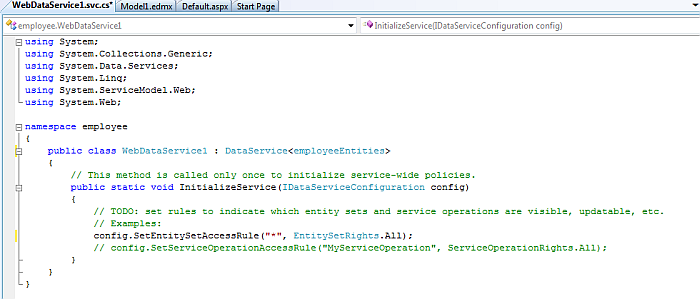 WebDataService1.svc.cs* Model1.edmx Default.aspx Start Page
employee.WebDataService1 InitializeService(IDataServiceConfiguration config)
using System;
using System.Collections.Generic;
using System.Data.Services;
using System.Linq;
using System.ServiceModel.Web;
using System.Web;
namespace employee
{
public class WebDataService1 : DataService<employeeEntities>
{
// This method is called only once to initialize service-wide policies.
public static void InitializeService(IDataServiceConfiguration config)
{
// TODO: set rules to indicate which entity sets and service operations are visible, updatable, etc.
// Examples:
config.SetEntitySetAccessRule("*", EntitySetRights.All);
// config.SetServiceOperationAccessRule("MyServiceOperation", ServiceOperationRights.All);
}
}
}